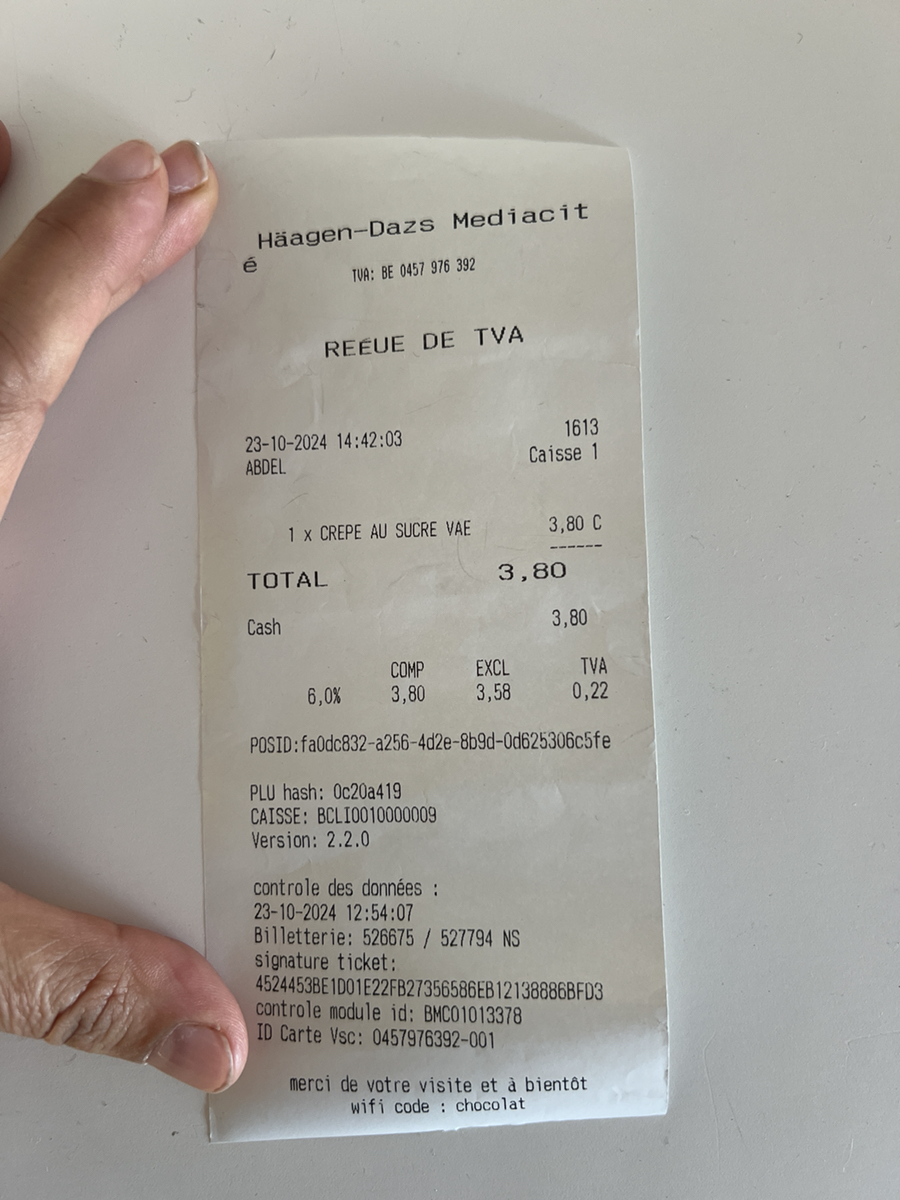 Häagen-Dazs Mediacit
é
TVA: BE 0457 976 392
REÉUE DE TVA
23-10-2024 14:42:03 1613
ABDEL Caisse 1
1 x CREPE AU SUCRE VAE 3,80 C
------
TOTAL 3,80
Cash 3,80
COMP EXCL TVA
6,0% 3,80 3,58 0,22
POSID:fa0dc832-a256-4d2e-8b9d-0d625306c5fe
PLU hash: 0c20a419
CAISSE: BCLI0010000009
Version: 2.2.0
controle des données :
23-10-2024 12:54:07
Billetterie: 526675 / 527794 NS
signature ticket:
4524453BE1D01E22FB27356586EB12138886BFD3
controle module id: BMC01013378
ID Carte Vsc: 0457976392-001
merci de votre visite et à bientôt
wifi code : chocolat